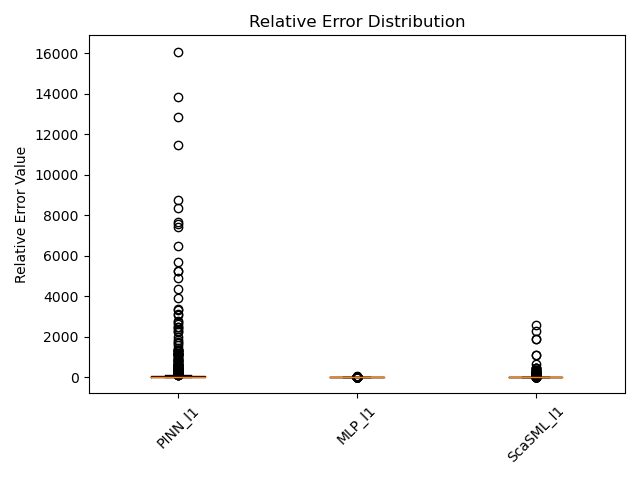 Relative Error Distribution
Relative Error Value
16000
14000
12000
10000
8000
6000
4000
2000
0
PINN_l1
MLP_l1
ScaSML_l1